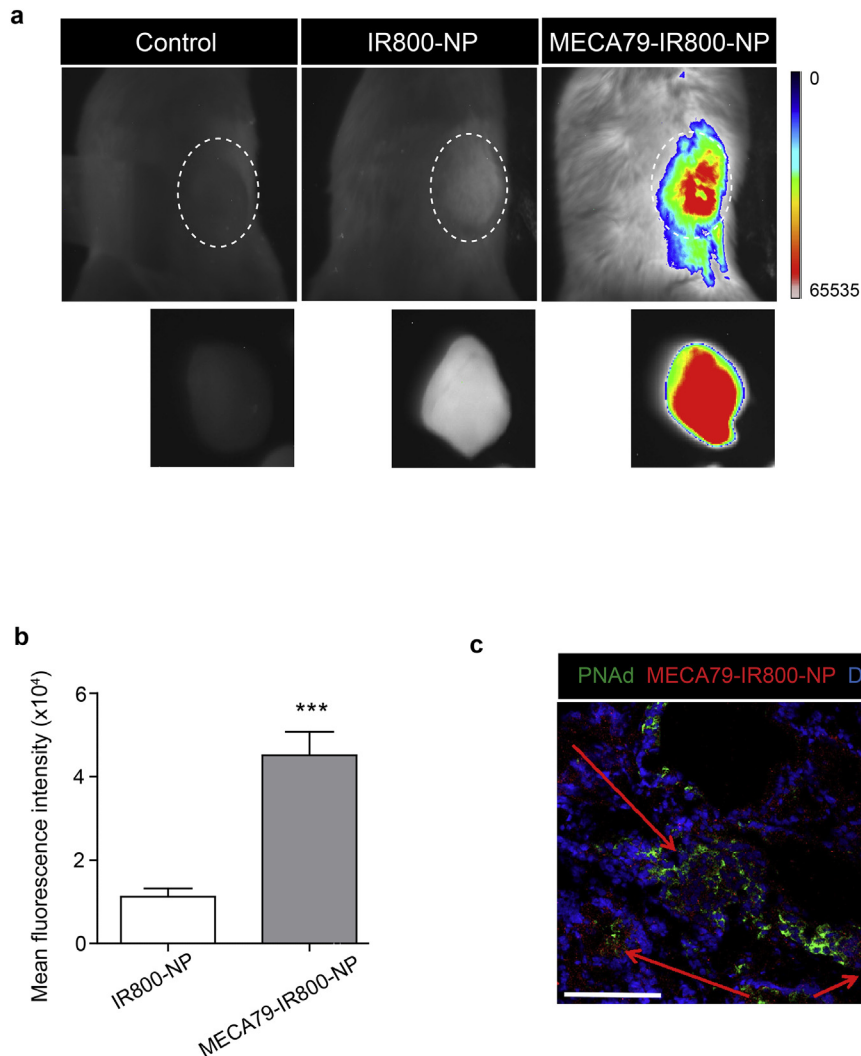 a
Control IR800-NP MECA79-IR800-NP
0
65535
b
Mean fluorescence intensity (x10⁴)
6
4
2
0
***
IR800-NP
MECA79-IR800-NP
c
PNAd MECA79-IR800-NP D